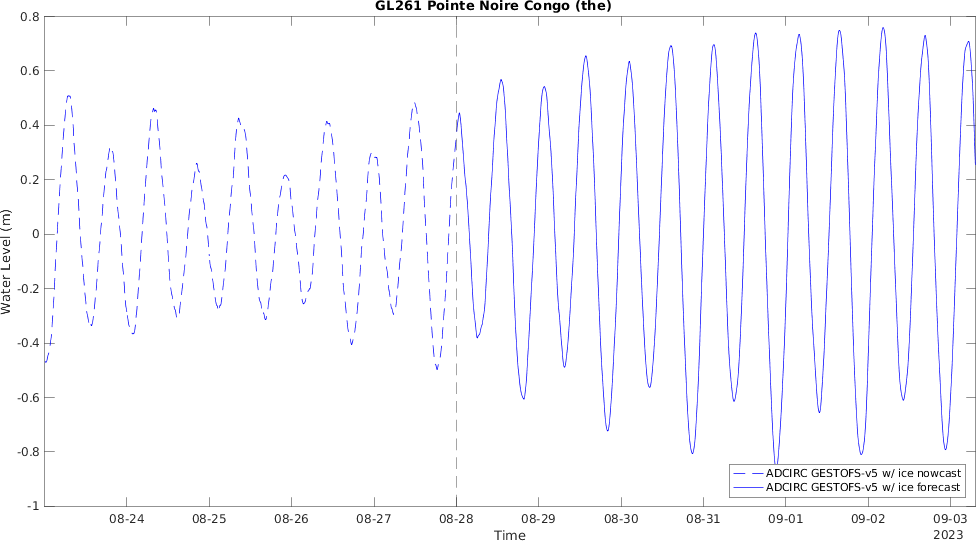 GL261 Pointe Noire Congo (the)
0.8
0.6
0.4
0.2
0
-0.2
-0.4
-0.6
-0.8
-1
Water Level (m)
ADCIRC GESTOFS-v5 w/ ice nowcast
ADCIRC GESTOFS-v5 w/ ice forecast
08-24 08-25 08-26 08-27 08-28 08-29 08-30 08-31 09-01 09-02 09-03
2023
Time